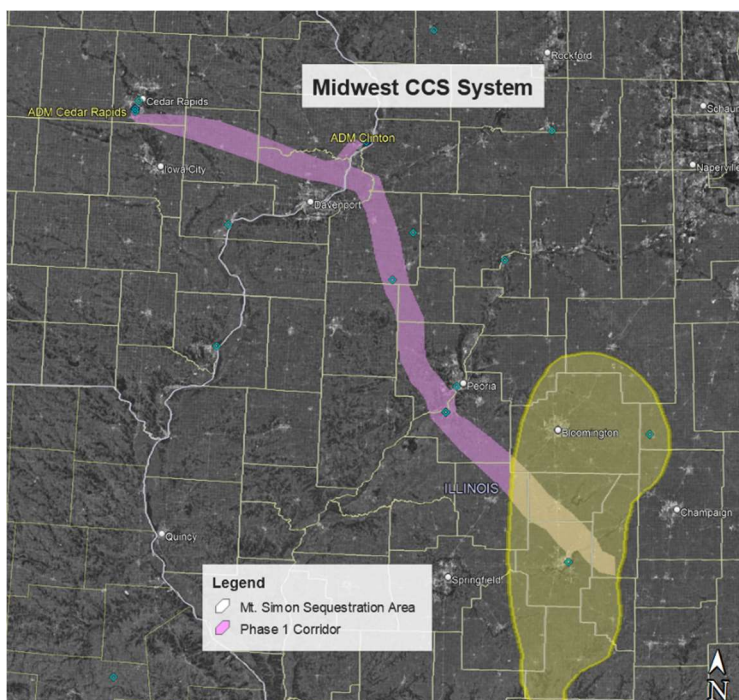 Rockford
Midwest CCS System
Cedar Rapids
ADM Cedar Rapids
Schaum
ADM Clinton
Iowa City
Naperville
Davenport
Peoria
Bloomington
ILLINOIS
Champaign
Quincy
Springfield
Legend
Mt. Simon Sequestration Area
Phase 1 Corridor
N